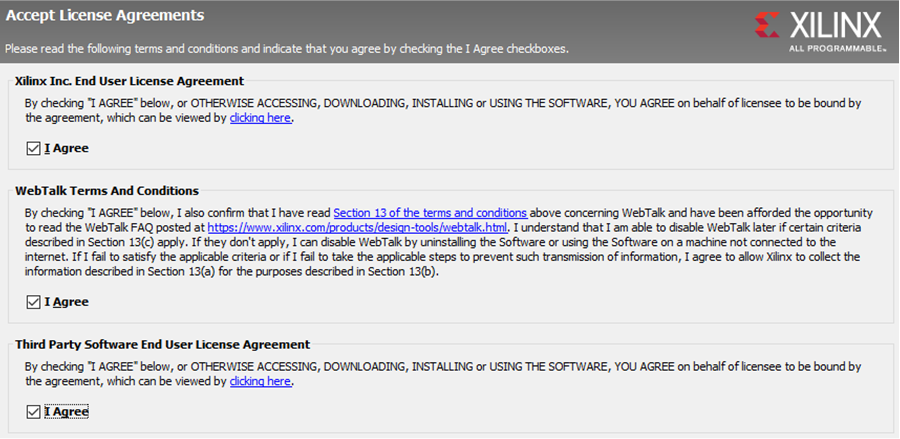 Accept License Agreements
XILINX
ALL PROGRAMMABLE™
Please read the following terms and conditions and indicate that you agree by checking the I Agree checkboxes.
Xilinx Inc. End User License Agreement
By checking "I AGREE" below, or OTHERWISE ACCESSING, DOWNLOADING, INSTALLING or USING THE SOFTWARE, YOU AGREE on behalf of licensee to be bound by
the agreement, which can be viewed by clicking here.
I Agree
WebTalk Terms And Conditions
By checking "I AGREE" below, I also confirm that I have read Section 13 of the terms and conditions above concerning WebTalk and have been afforded the opportunity
to read the WebTalk FAQ posted at https://www.xilinx.com/products/design-tools/webtalk.html. I understand that I am able to disable WebTalk later if certain criteria
described in Section 13(c) apply. If they don't apply, I can disable WebTalk by uninstalling the Software or using the Software on a machine not connected to the
internet. If I fail to satisfy the applicable criteria or if I fail to take the applicable steps to prevent such transmission of information, I agree to allow Xilinx to collect the
information described in Section 13(a) for the purposes described in Section 13(b).
I Agree
Third Party Software End User License Agreement
By checking "I AGREE" below, or OTHERWISE ACCESSING, DOWNLOADING, INSTALLING or USING THE SOFTWARE, YOU AGREE on behalf of licensee to be bound by
the agreement, which can be viewed by clicking here.
I Agree